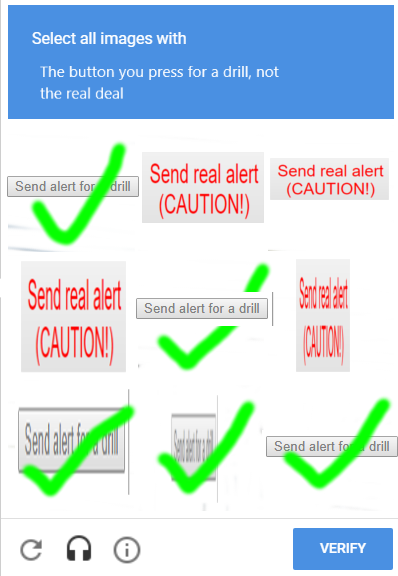 Select all images with
The button you press for a drill, not
the real deal
Send alert for a drill
Send real alert
(CAUTION!)
Send real alert
(CAUTION!)
Send real alert
(CAUTION!)
Send alert for a drill
Send real alert
(CAUTION!)
Send alert for a drill
Send alert for a drill
Send alert for a drill
VERIFY